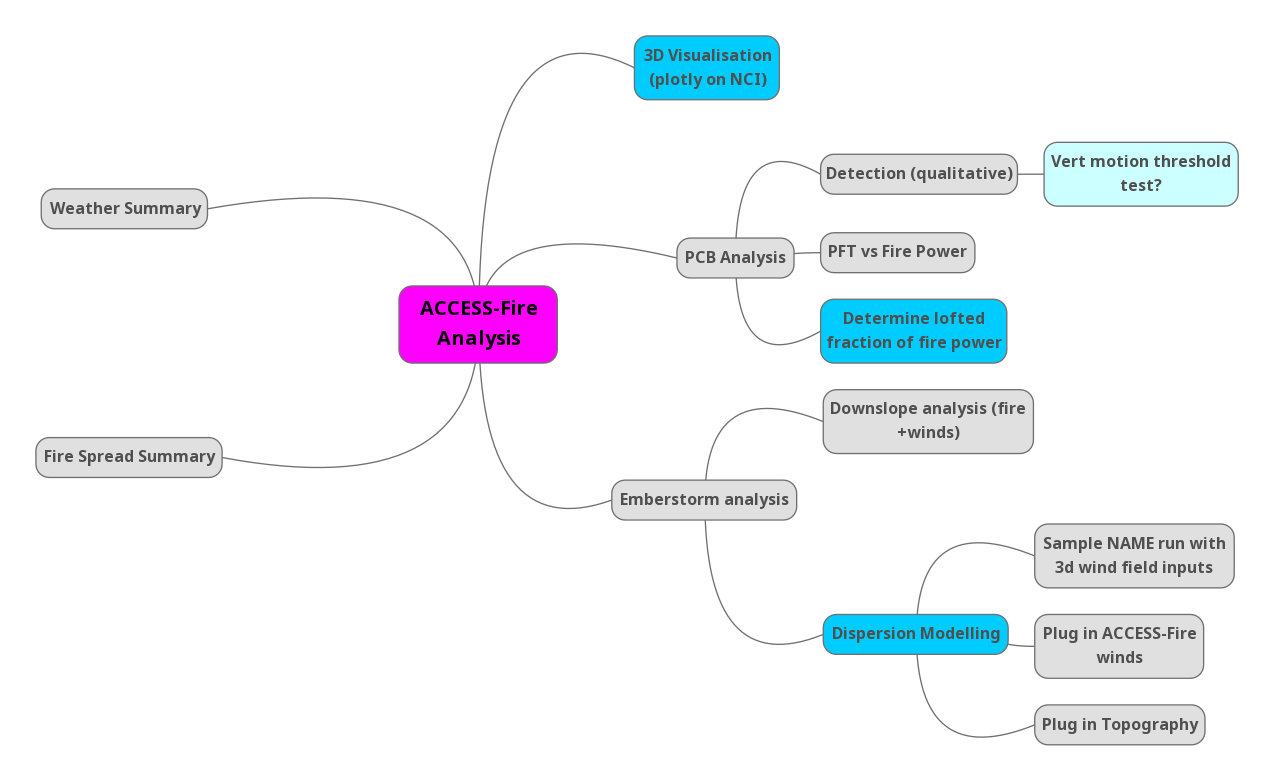 3D Visualisation
(plotly on NCI)
Vert motion threshold
test?
Detection (qualitative)
Weather Summary
PFT vs Fire Power
PCB Analysis
ACCESS-Fire
Analysis
Determine lofted
fraction of fire power
Downslope analysis (fire
+winds)
Fire Spread Summary
Emberstorm analysis
Sample NAME run with
3d wind field inputs
Dispersion Modelling
Plug in ACCESS-Fire
winds
Plug in Topography